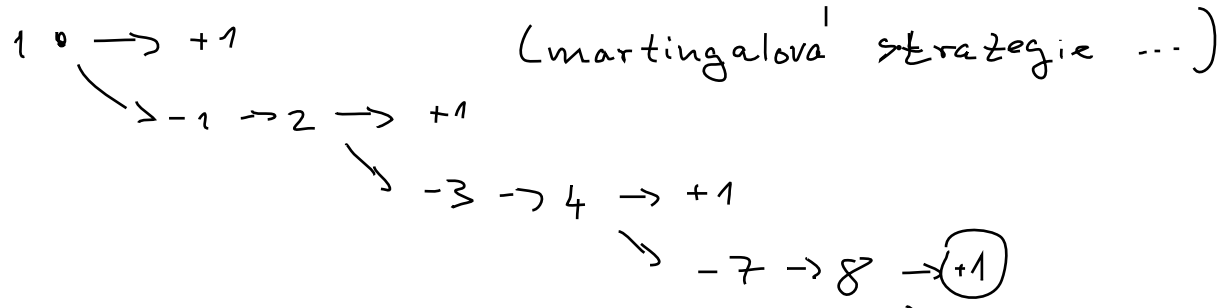 1 → +1 (martingalová strategie ...)
-1 → 2 → +1
-3 → 4 → +1
-7 → 8 → +1